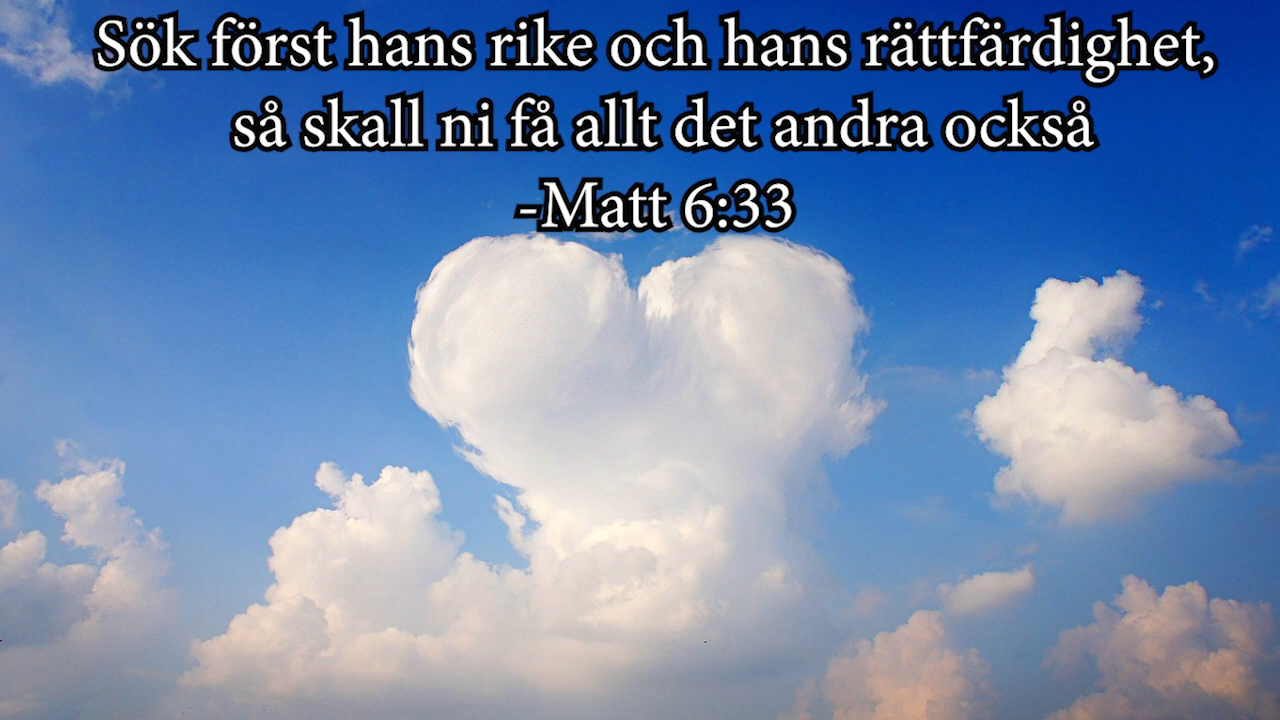 Sök först hans rike och hans rättfärdighet,
så skall ni få allt det andra också
-Matt 6:33